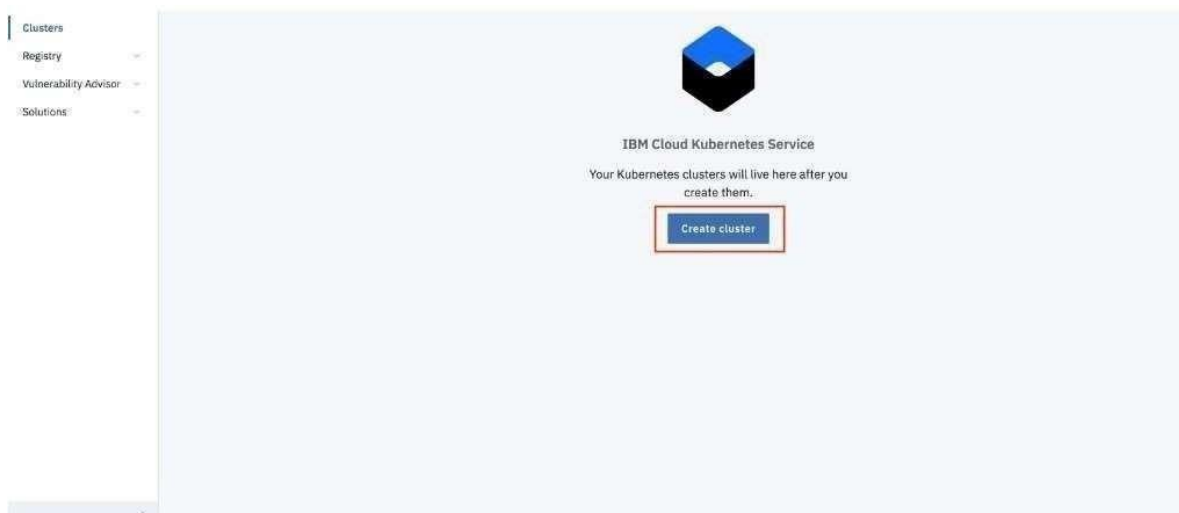 Clusters
Registry
Vulnerability Advisor
Solutions
IBM Cloud Kubernetes Service
Your Kubernetes clusters will live here after you
create them.
Create cluster